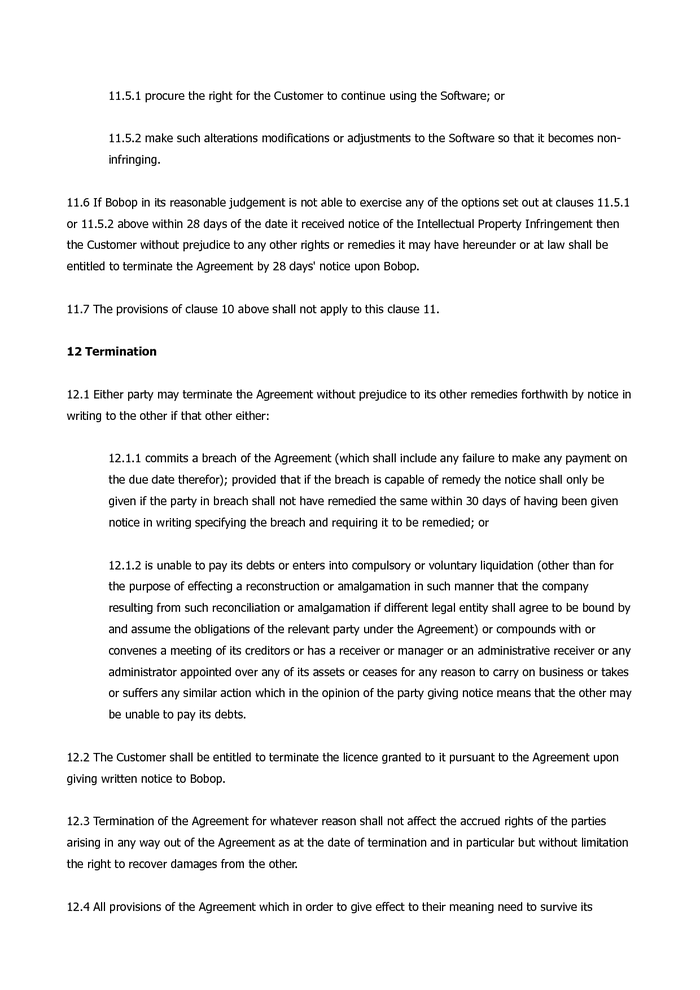 11.5.1 procure the right for the Customer to continue using the Software; or
11.5.2 make such alterations modifications or adjustments to the Software so that it becomes non-
infringing.
11.6 If Bobop in its reasonable judgement is not able to exercise any of the options set out at clauses 11.5.1
or 11.5.2 above within 28 days of the date it received notice of the Intellectual Property Infringement then
the Customer without prejudice to any other rights or remedies it may have hereunder or at law shall be
entitled to terminate the Agreement by 28 days' notice upon Bobop.
11.7 The provisions of clause 10 above shall not apply to this clause 11.
12 Termination
12.1 Either party may terminate the Agreement without prejudice to its other remedies forthwith by notice in
writing to the other if that other either:
12.1.1 commits a breach of the Agreement (which shall include any failure to make any payment on
the due date therefor); provided that if the breach is capable of remedy the notice shall only be
given if the party in breach shall not have remedied the same within 30 days of having been given
notice in writing specifying the breach and requiring it to be remedied; or
12.1.2 is unable to pay its debts or enters into compulsory or voluntary liquidation (other than for
the purpose of effecting a reconstruction or amalgamation in such manner that the company
resulting from such reconciliation or amalgamation if different legal entity shall agree to be bound by
and assume the obligations of the relevant party under the Agreement) or compounds with or
convenes a meeting of its creditors or has a receiver or manager or an administrative receiver or any
administrator appointed over any of its assets or ceases for any reason to carry on business or takes
or suffers any similar action which in the opinion of the party giving notice means that the other may
be unable to pay its debts.
12.2 The Customer shall be entitled to terminate the licence granted to it pursuant to the Agreement upon
giving written notice to Bobop.
12.3 Termination of the Agreement for whatever reason shall not affect the accrued rights of the parties
arising in any way out of the Agreement as at the date of termination and in particular but without limitation
the right to recover damages from the other.
12.4 All provisions of the Agreement which in order to give effect to their meaning need to survive its